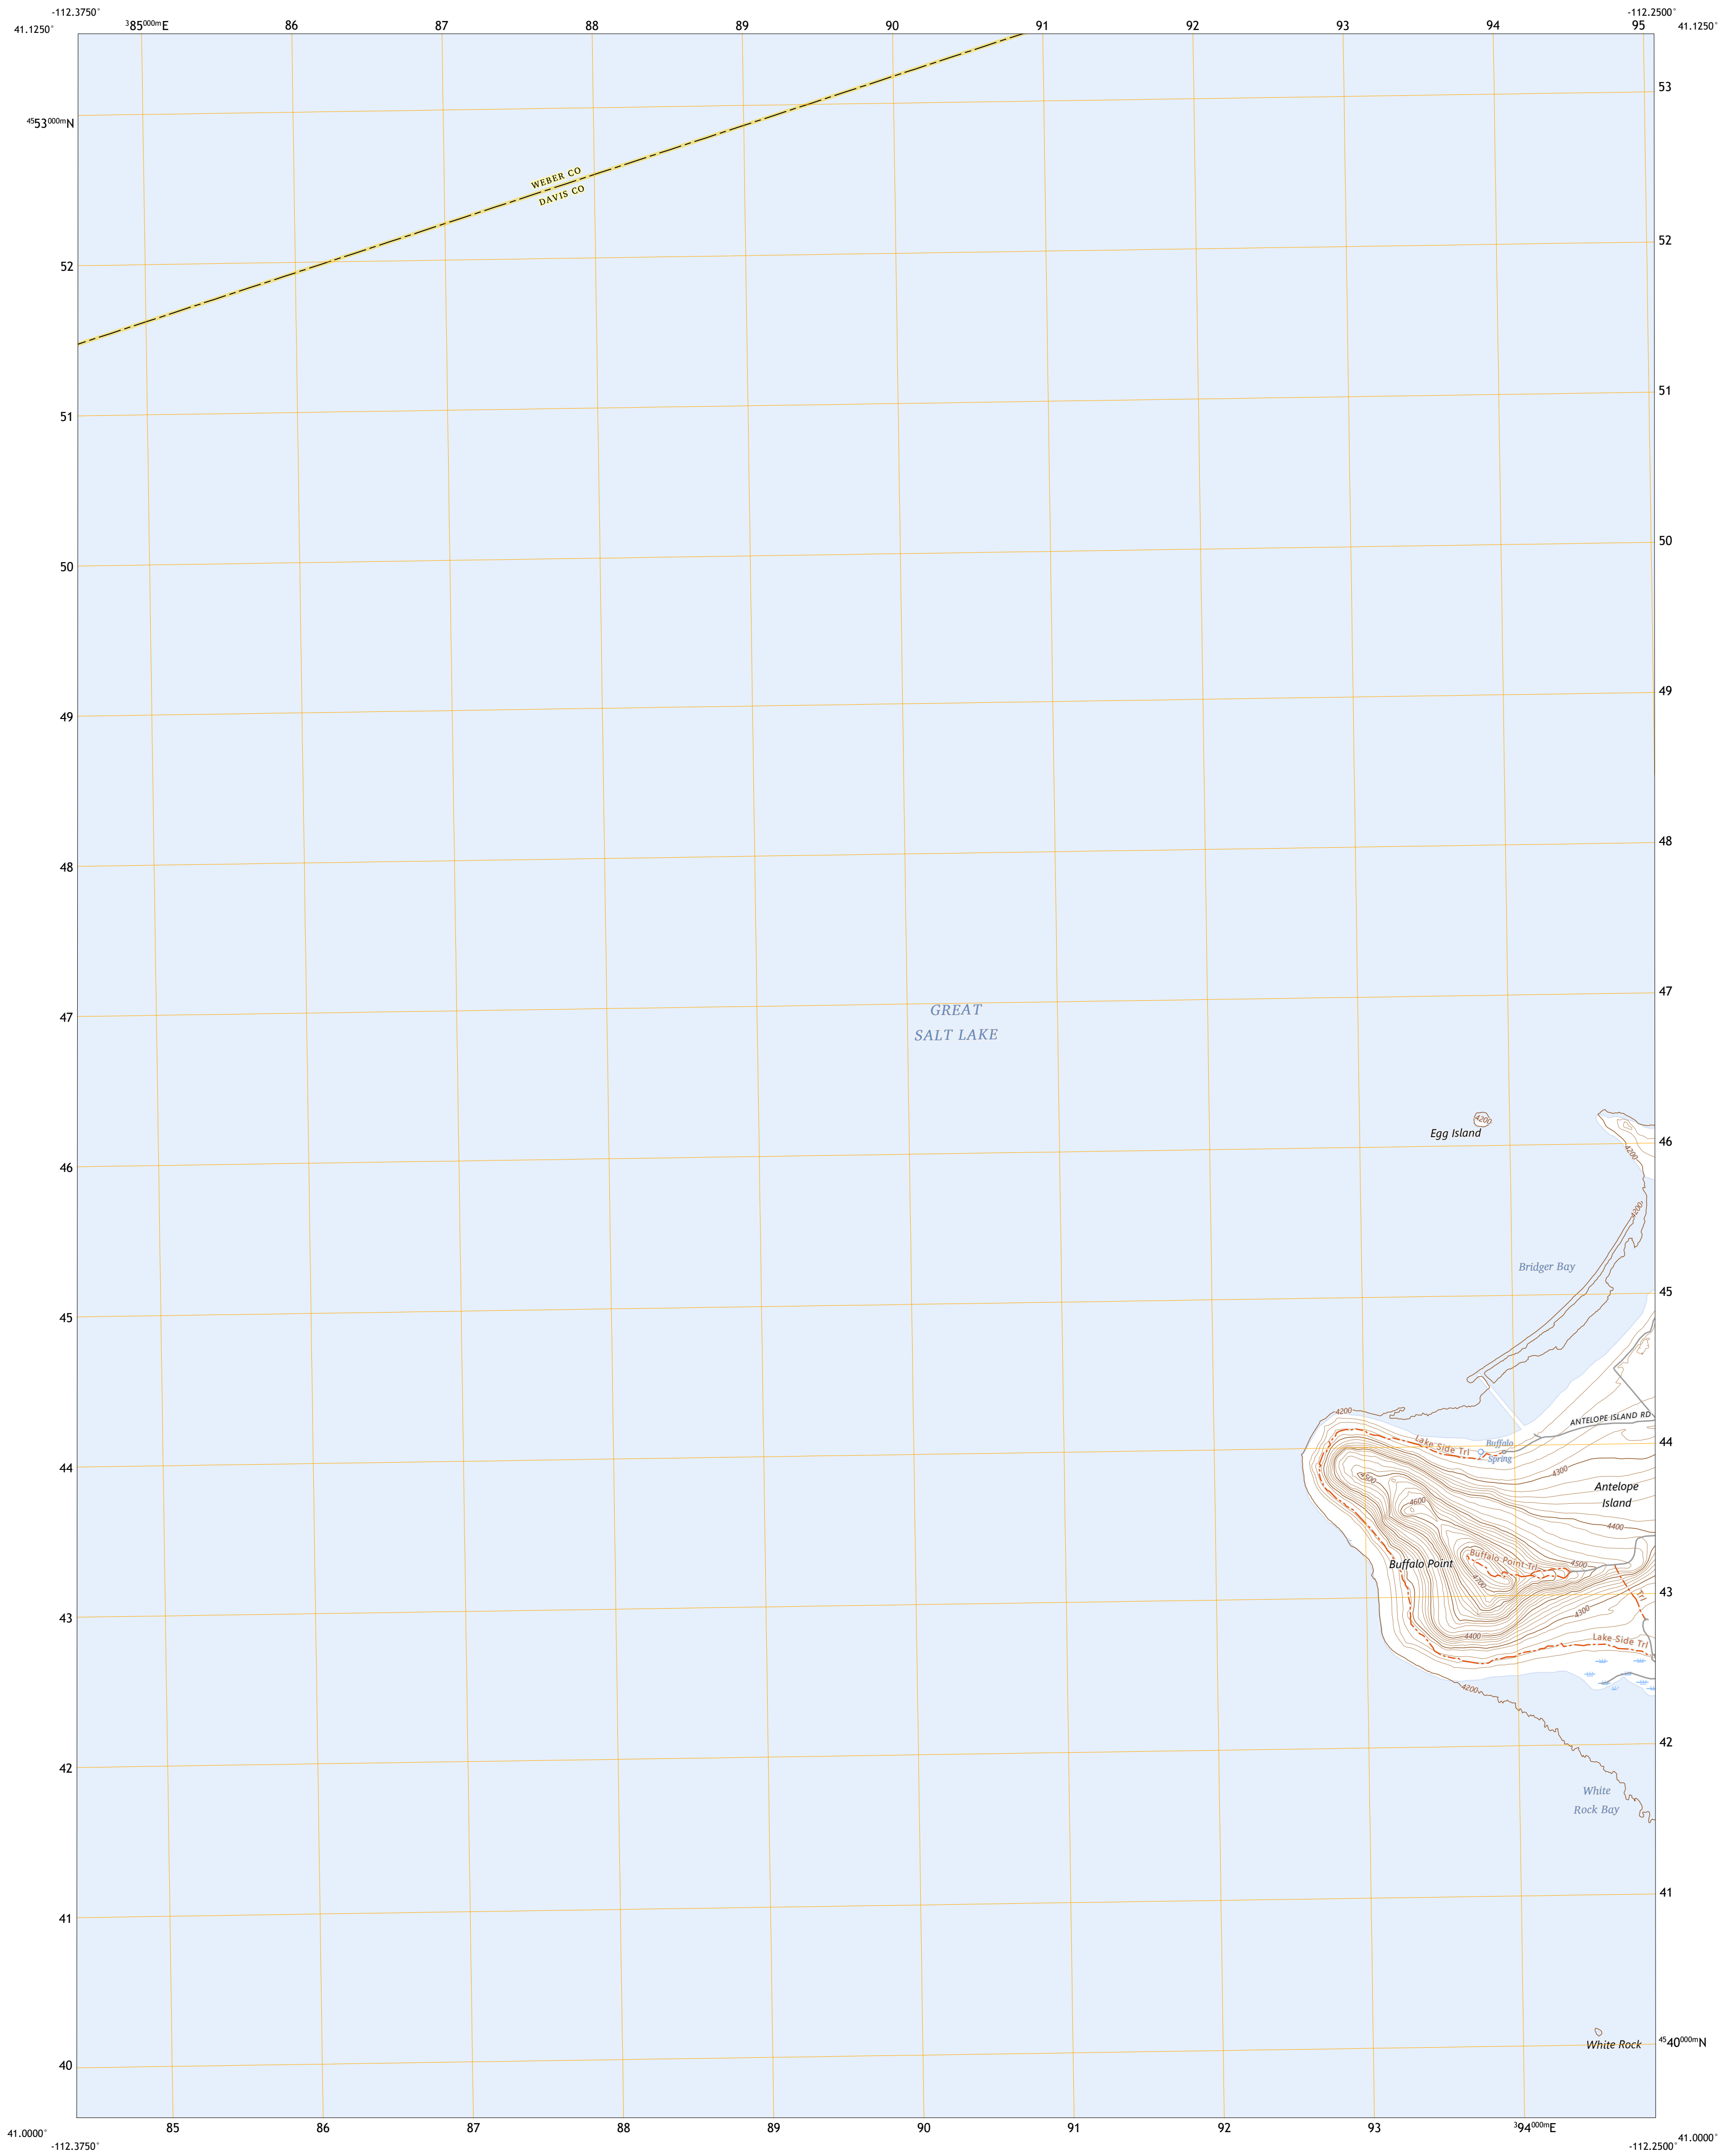 -112.3750° -112.2500°
41.1250° ³85⁰⁰⁰ᵐE 86 87 88 89 90 91 92 93 94 95 41.1250°
53
⁴⁵53⁰⁰⁰ᵐN
WEBER CO
DAVIS CO
52 52
51 51
50 50
49 49
48 48
47 47
GREAT
SALT LAKE
4200
Egg Island
46 46
4200
4200
Bridger Bay
45 45
4200
ANTELOPE ISLAND RD
Lake Side Trl
Buffalo
Spring
44 44
4300
4500
Antelope
Island
4600
4400
Buffalo Point Trl
Buffalo Point
4500
4700
Trl
43 43
4300
4400
Lake Side Trl
4200
42 42
White
Rock Bay
41 41
White Rock
40 ⁴⁵40⁰⁰⁰ᵐN
85 86 87 88 89 90 91 92 93 ³94⁰⁰⁰ᵐE
41.0000° 41.0000°
-112.3750° -112.2500°